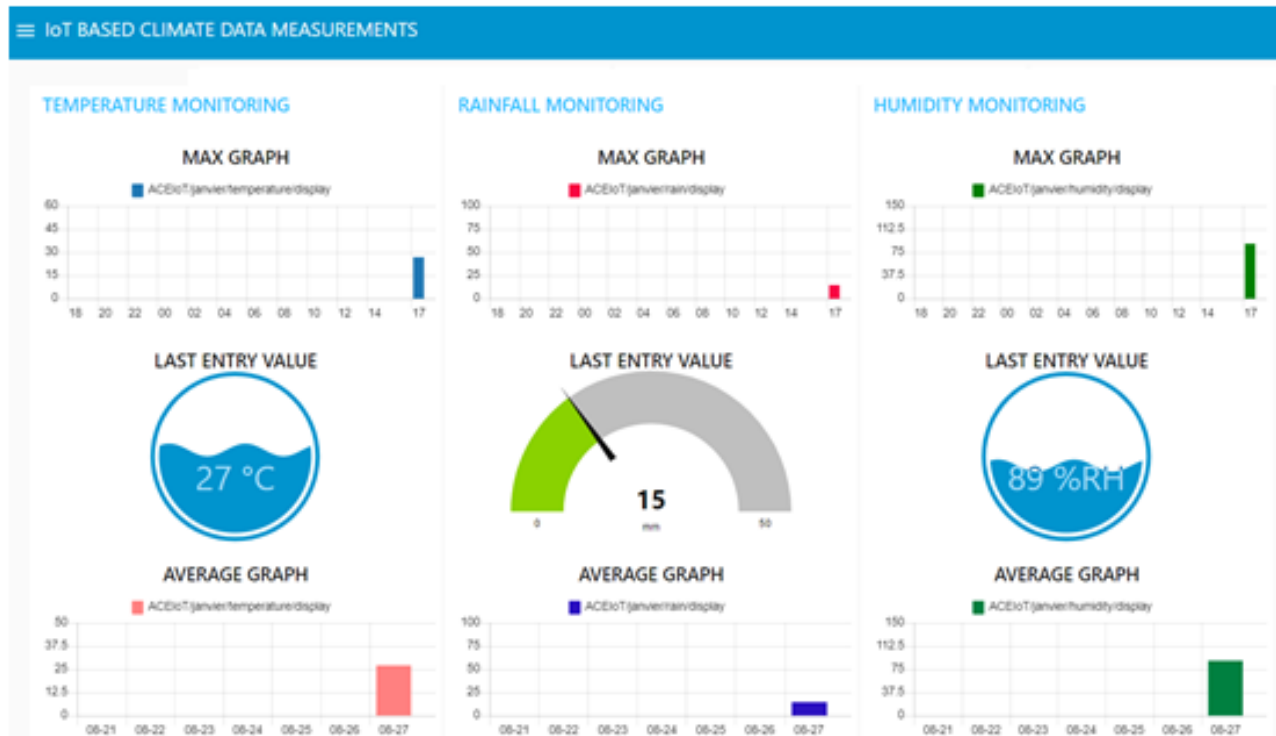 IoT BASED CLIMATE DATA MEASUREMENTS
TEMPERATURE MONITORING
MAX GRAPH
ACEIoT/janvier/temperature/display
60
45
30
15
0
18 20 22 00 02 04 06 08 10 12 14 17
LAST ENTRY VALUE
27 °C
AVERAGE GRAPH
ACEIoT/janvier/temperature/display
50
37.5
25
12.5
0
08-21 08-22 08-23 08-24 08-25 08-26 08-27
RAINFALL MONITORING
MAX GRAPH
ACEIoT/janvier/rain/display
100
75
50
25
0
18 20 22 00 02 04 06 08 10 12 14 17
LAST ENTRY VALUE
15
mm
0 50
AVERAGE GRAPH
ACEIoT/janvier/rain/display
100
75
50
25
0
08-21 08-22 08-23 08-24 08-25 08-26 08-27
HUMIDITY MONITORING
MAX GRAPH
ACEIoT/janvier/humidity/display
150
112.5
75
37.5
0
18 20 22 00 02 04 06 08 10 12 14 17
LAST ENTRY VALUE
89 %RH
AVERAGE GRAPH
ACEIoT/janvier/humidity/display
150
112.5
75
37.5
0
08-21 08-22 08-23 08-24 08-25 08-26 08-27